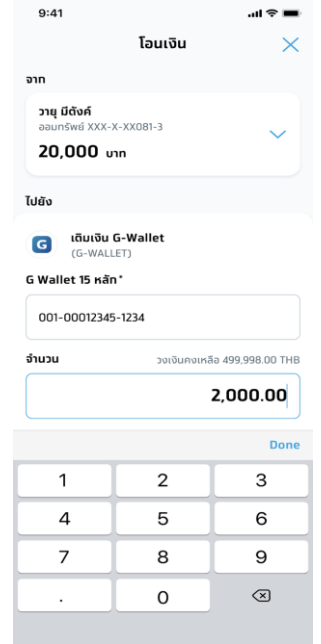 9:41
โอนเงิน
จาก
วายุ มีตังค์
ออมทรัพย์ XXX-X-XX081-3
20,000 บาท
ไปยัง
G
เติมเงิน G-Wallet
(G-WALLET)
G Wallet 15 หลัก*
001-00012345-1234
จำนวน วงเงินคงเหลือ 499,998.00 THB
2,000.00
Done
1 2 3
4 5 6
7 8 9
. 0